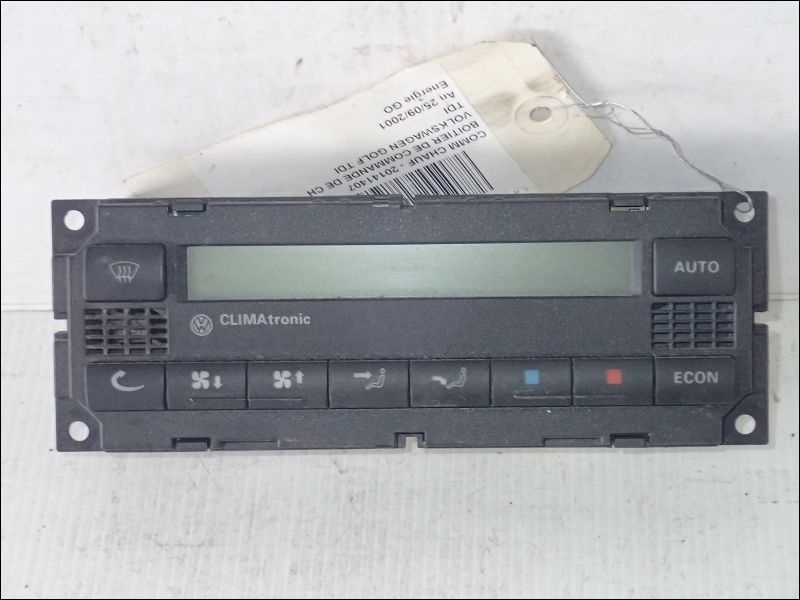 COMM CHAUF - 20141407
BOITIER DE COMMANDE DE CH
VOLKSWAGEN GOLF TDI
TDI
An 25/09/2001
Energie GO
AUTO
CLIMAtronic
ECON